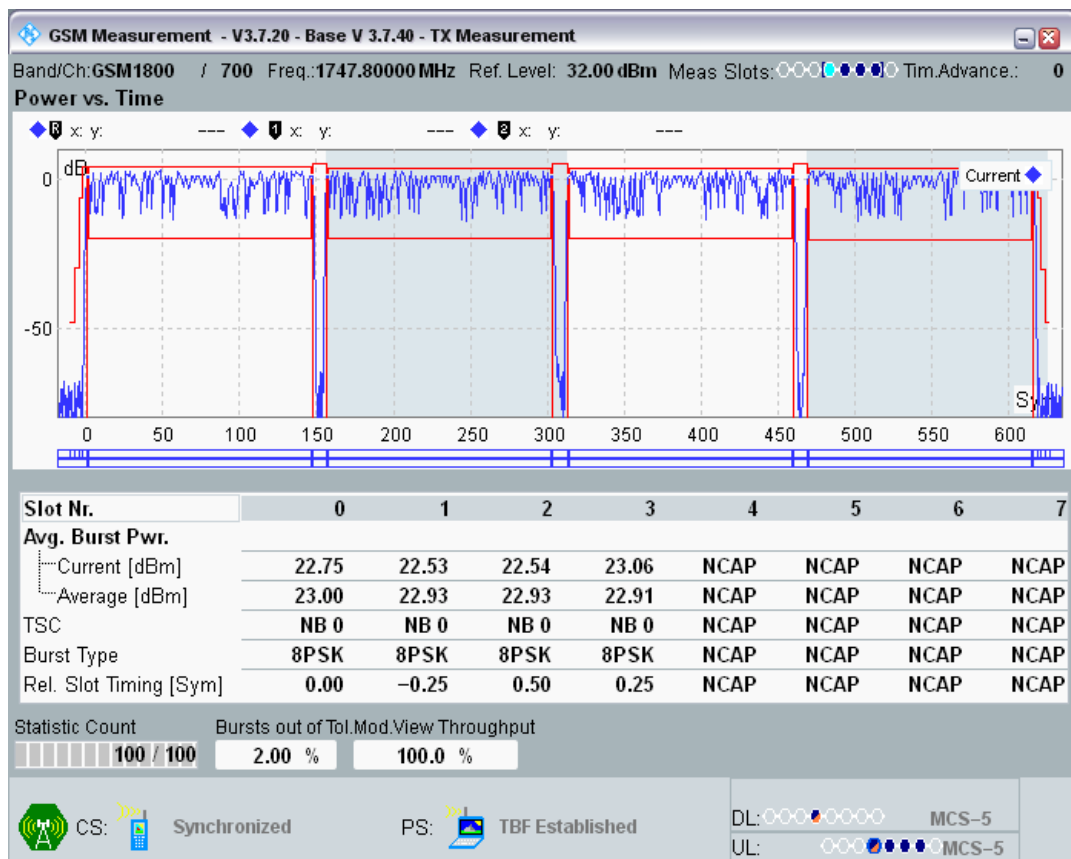 GSM Measurement - V3.7.20 - Base V 3.7.40 - TX Measurement
Band/Ch:GSM1800 / 700 Freq.:1747.80000 MHz Ref. Level: 32.00 dBm Meas Slots: Tim.Advance.: 0
Power vs. Time
R x: y: --- 1 x: y: --- 2 x: y: ---
dB
Current
0
-50
0 50 100 150 200 250 300 350 400 450 500 550 600
Slot Nr. 0 1 2 3 4 5 6 7
Avg. Burst Pwr.
Current [dBm] 22.75 22.53 22.54 23.06 NCAP NCAP NCAP NCAP
Average [dBm] 23.00 22.93 22.93 22.91 NCAP NCAP NCAP NCAP
TSC NB 0 NB 0 NB 0 NB 0 NCAP NCAP NCAP NCAP
Burst Type 8PSK 8PSK 8PSK 8PSK NCAP NCAP NCAP NCAP
Rel. Slot Timing [Sym] 0.00 −0.25 0.50 0.25 NCAP NCAP NCAP NCAP
Statistic Count Bursts out of Tol. Mod.View Throughput
100 / 100 2.00 % 100.0 %
CS: Synchronized PS: TBF Established
DL: MCS−5
UL: MCS−5